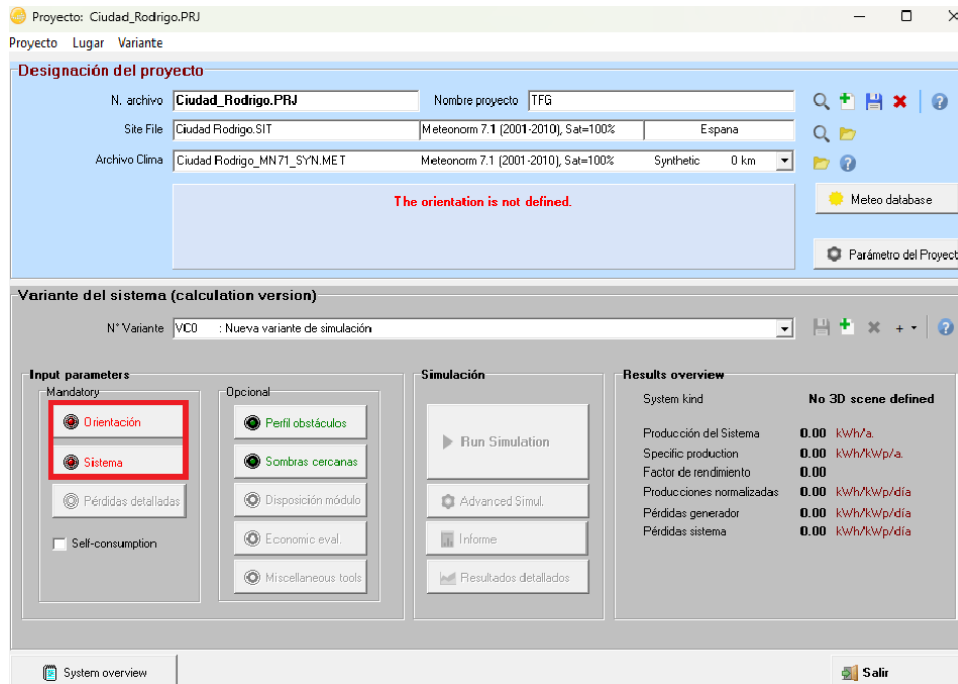 Proyecto: Ciudad_Rodrigo.PRJ
Proyecto Lugar Variante
Designación del proyecto
N. archivo Ciudad_Rodrigo.PRJ Nombre proyecto TFG
Site File Ciudad Rodrigo.SIT Meteonorm 7.1 (2001-2010), Sat=100% Espana
Archivo Clima Ciudad Rodrigo_MN71_SYN.MET Meteonorm 7.1 (2001-2010), Sat=100% Synthetic 0 km
The orientation is not defined.
Meteo database
Parámetro del Proyect
Variante del sistema (calculation version)
N° Variante VC0 : Nueva variante de simulación
Input parameters
Mandatory
Orientación
Sistema
Pérdidas detalladas
Self-consumption
Opcional
Perfil obstáculos
Sombras cercanas
Disposición módulo
Economic eval.
Miscellaneous tools
Simulación
Run Simulation
Advanced Simul.
Informe
Resultados detallados
Results overview
System kind No 3D scene defined
Producción del Sistema 0.00 kWh/a.
Specific production 0.00 kWh/kWp/a.
Factor de rendimiento 0.00
Producciones normalizadas 0.00 kWh/kWp/día
Pérdidas generador 0.00 kWh/kWp/día
Pérdidas sistema 0.00 kWh/kWp/día
System overview
Salir